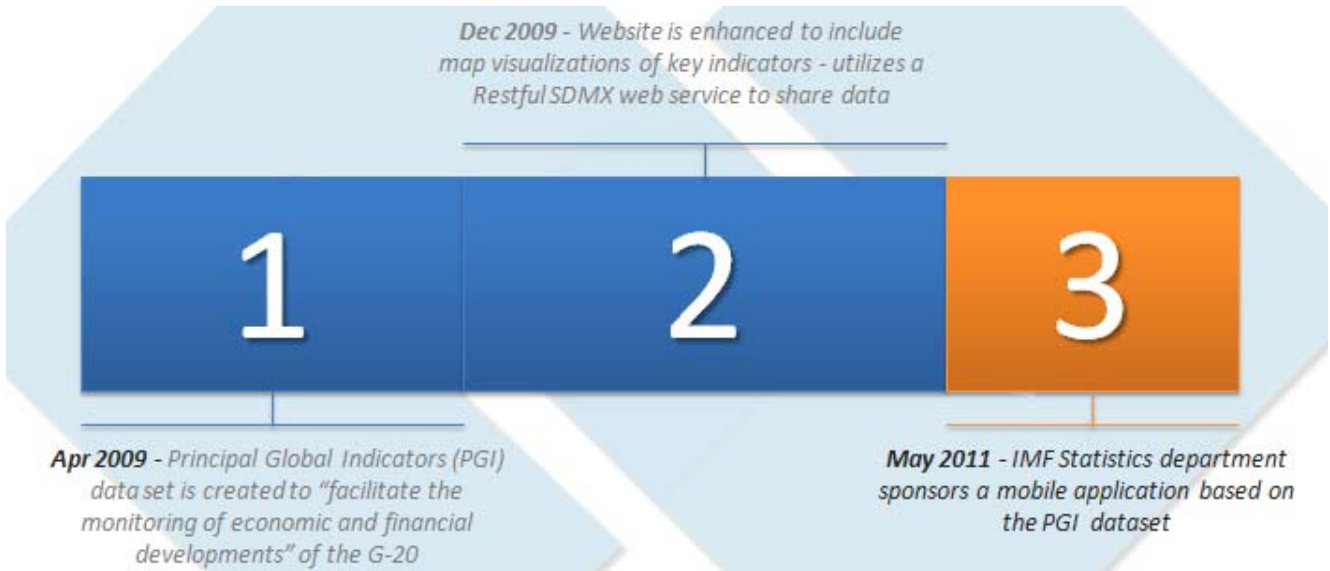 Dec 2009 - Website is enhanced to include
map visualizations of key indicators - utilizes a
Restful SDMX web service to share data
1
2
3
Apr 2009 - Principal Global Indicators (PGI)
data set is created to “facilitate the
monitoring of economic and financial
developments” of the G-20
May 2011 - IMF Statistics department
sponsors a mobile application based on
the PGI dataset